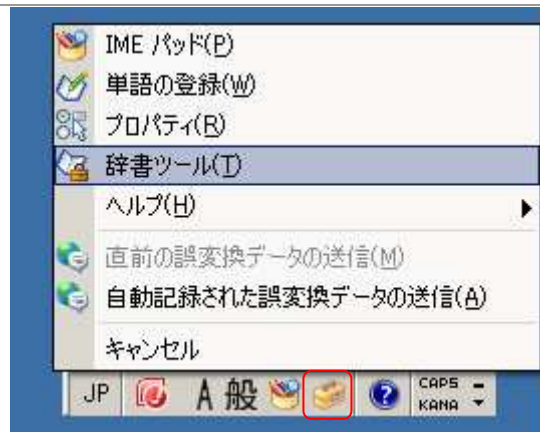 IME パッド(P)
単語の登録(W)
プロパティ(R)
辞書ツール(T)
ヘルプ(H)
直前の誤変換データの送信(M)
自動記録された誤変換データの送信(A)
キャンセル
JP A 般 ? CAPS
KANA